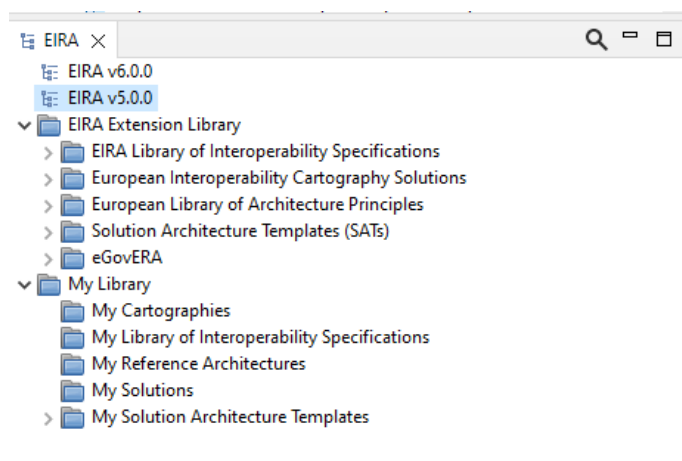 EIRA
EIRA v6.0.0
EIRA v5.0.0
EIRA Extension Library
EIRA Library of Interoperability Specifications
European Interoperability Cartography Solutions
European Library of Architecture Principles
Solution Architecture Templates (SATs)
eGovERA
My Library
My Cartographies
My Library of Interoperability Specifications
My Reference Architectures
My Solutions
My Solution Architecture Templates